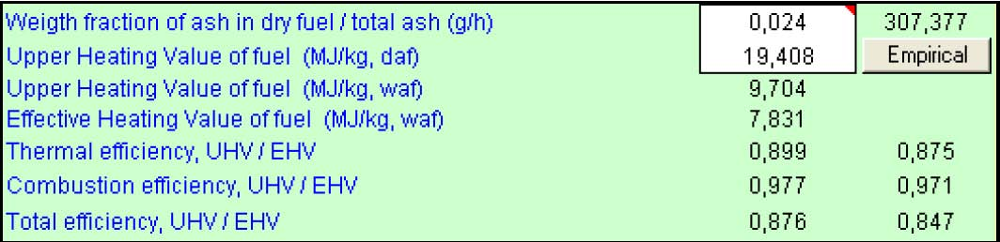 Weigth fraction of ash in dry fuel / total ash (g/h) 0,024 307,377
Upper Heating Value of fuel (MJ/kg, daf) 19,408 Empirical
Upper Heating Value of fuel (MJ/kg, waf) 9,704
Effective Heating Value of fuel (MJ/kg, waf) 7,831
Thermal efficiency, UHV / EHV 0,899 0,875
Combustion efficiency, UHV / EHV 0,977 0,971
Total efficiency, UHV / EHV 0,876 0,847